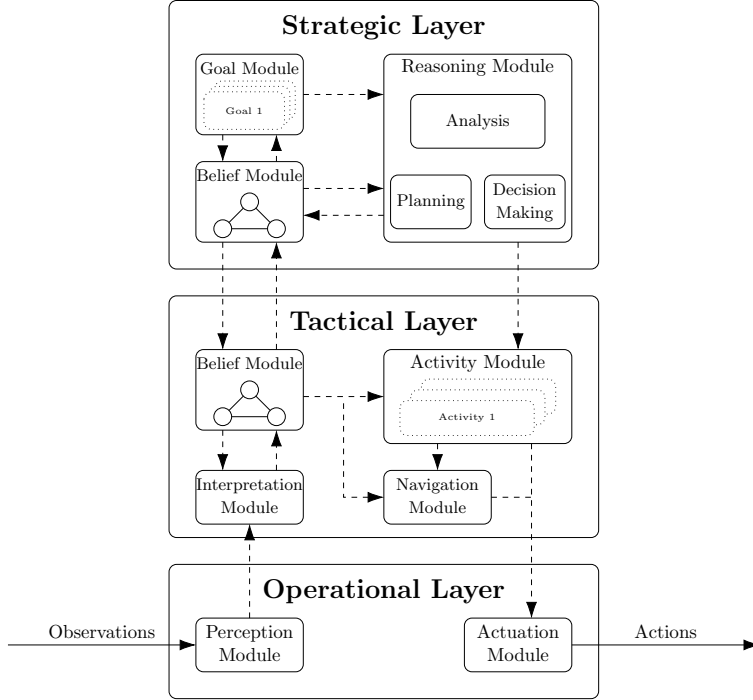 Strategic Layer
Goal Module
Goal 1
Reasoning Module
Analysis
Belief Module
Planning
Decision
Making
Tactical Layer
Belief Module
Activity Module
Activity 1
Interpretation
Module
Navigation
Module
Operational Layer
Observations
Perception
Module
Actuation
Module
Actions